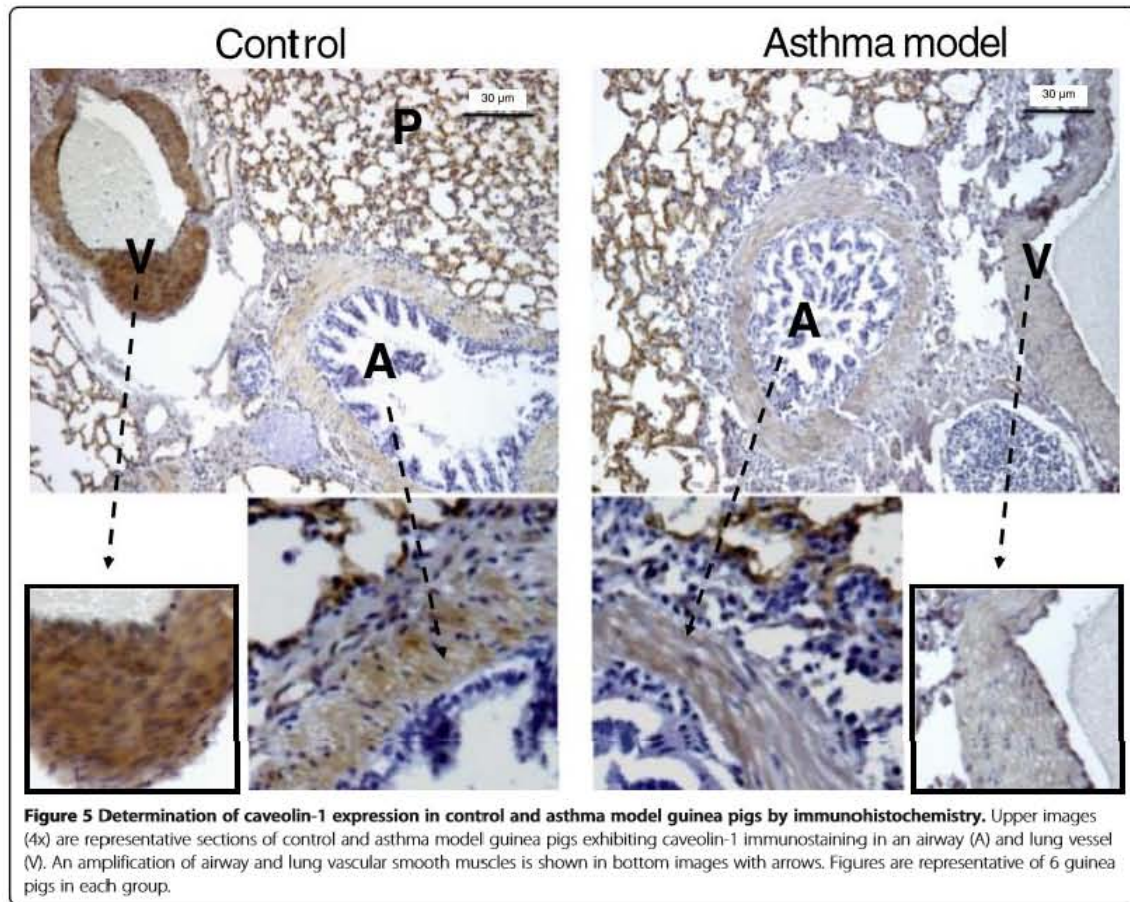 Control
Asthma model
30 µm
P
V
A
30 µm
A
V
Figure 5 Determination of caveolin-1 expression in control and asthma model guinea pigs by immunohistochemistry. Upper images
(4x) are representative sections of control and asthma model guinea pigs exhibiting caveolin-1 immunostaining in an airway (A) and lung vessel
(V). An amplification of airway and lung vascular smooth muscles is shown in bottom images with arrows. Figures are representative of 6 guinea
pigs in each group.